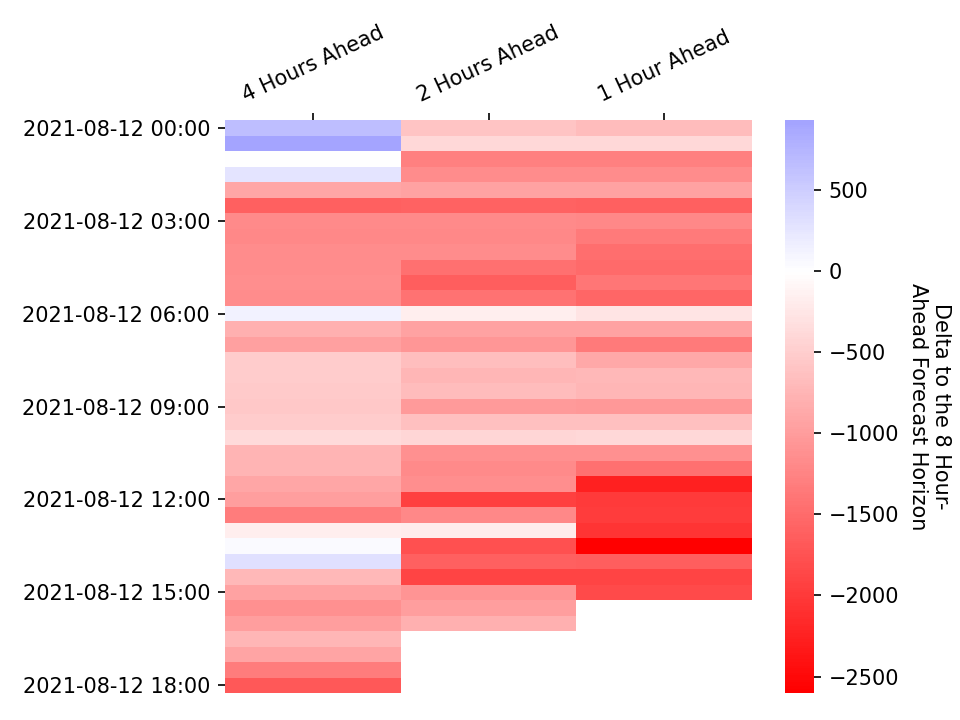 4 Hours Ahead
2 Hours Ahead
1 Hour Ahead
2021-08-12 00:00
2021-08-12 03:00
2021-08-12 06:00
2021-08-12 09:00
2021-08-12 12:00
2021-08-12 15:00
2021-08-12 18:00
500
0
−500
−1000
−1500
−2000
−2500
Delta to the 8 Hour-
Ahead Forecast Horizon